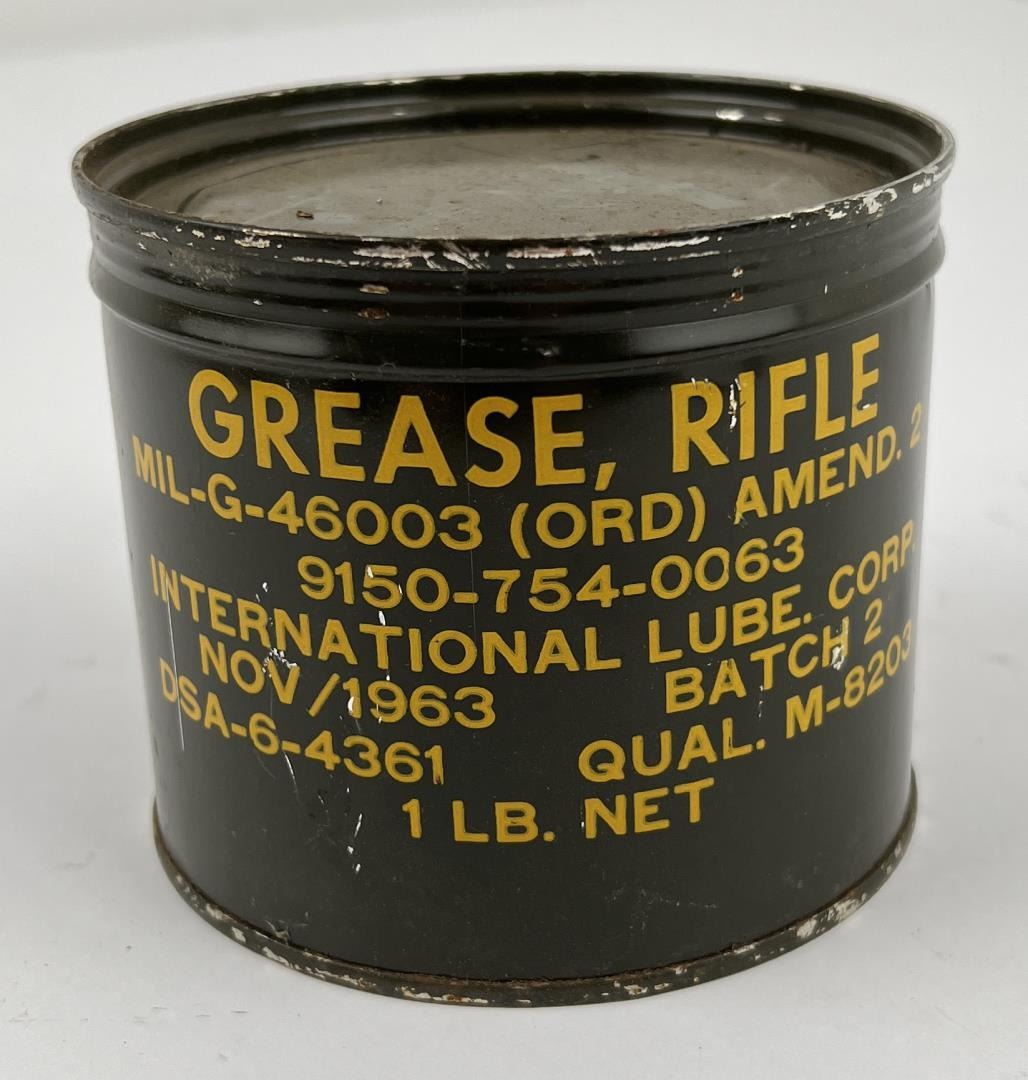 GREASE, RIFLE
MIL-G-46003 (ORD) AMEND. 2
9150-754-0063
INTERNATIONAL LUBE. CORP.
NOV/1963 BATCH 2
DSA-6-4361 QUAL. M-8203
1 LB. NET